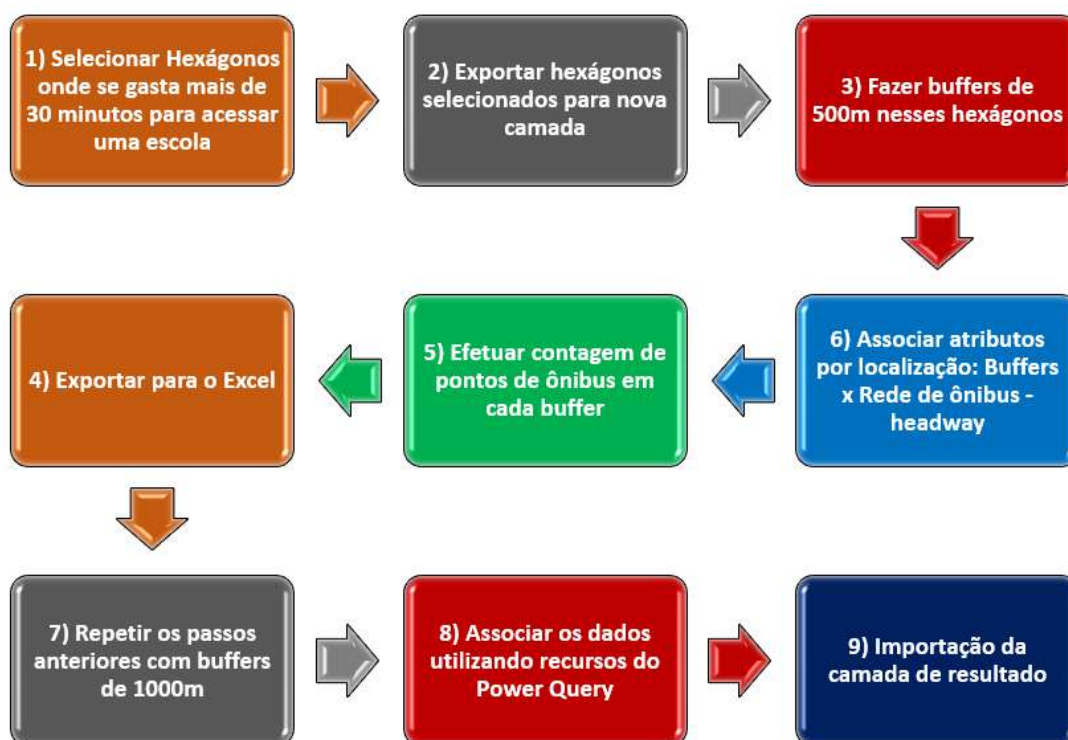 1) Selecionar Hexágonos
onde se gasta mais de
30 minutos para acessar
uma escola
2) Exportar hexágonos
selecionados para nova
camada
3) Fazer buffers de
500m nesses hexágonos
4) Exportar para o Excel
5) Efetuar contagem de
pontos de ônibus em
cada buffer
6) Associar atributos
por localização: Buffers
x Rede de ônibus -
headway
7) Repetir os passos
anteriores com buffers
de 1000m
8) Associar os dados
utilizando recursos do
Power Query
9) Importação da
camada de resultado